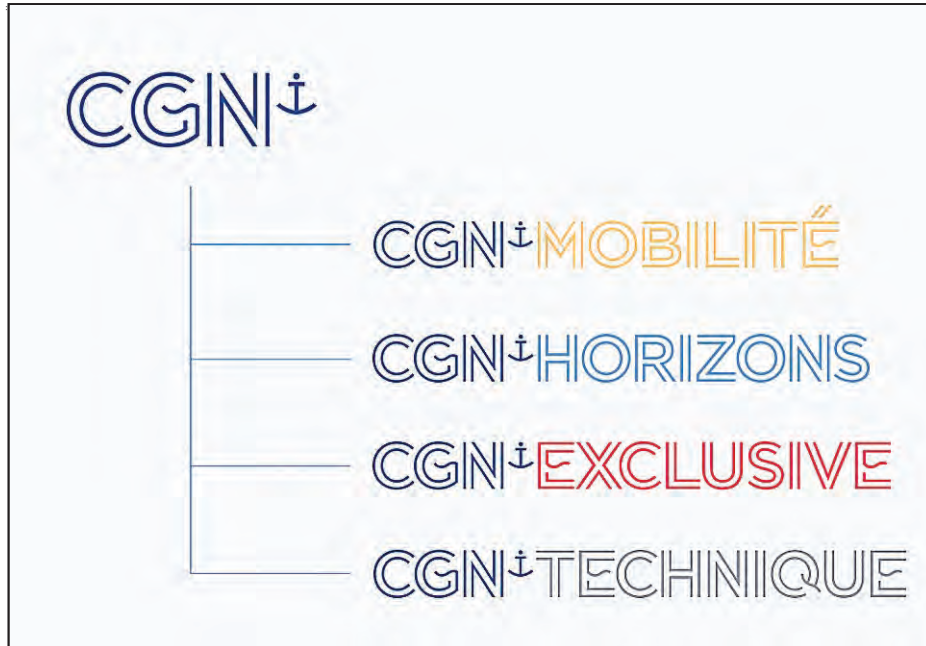 CGN
CGN MOBILITÉ
CGN HORIZONS
CGN EXCLUSIVE
CGN TECHNIQUE